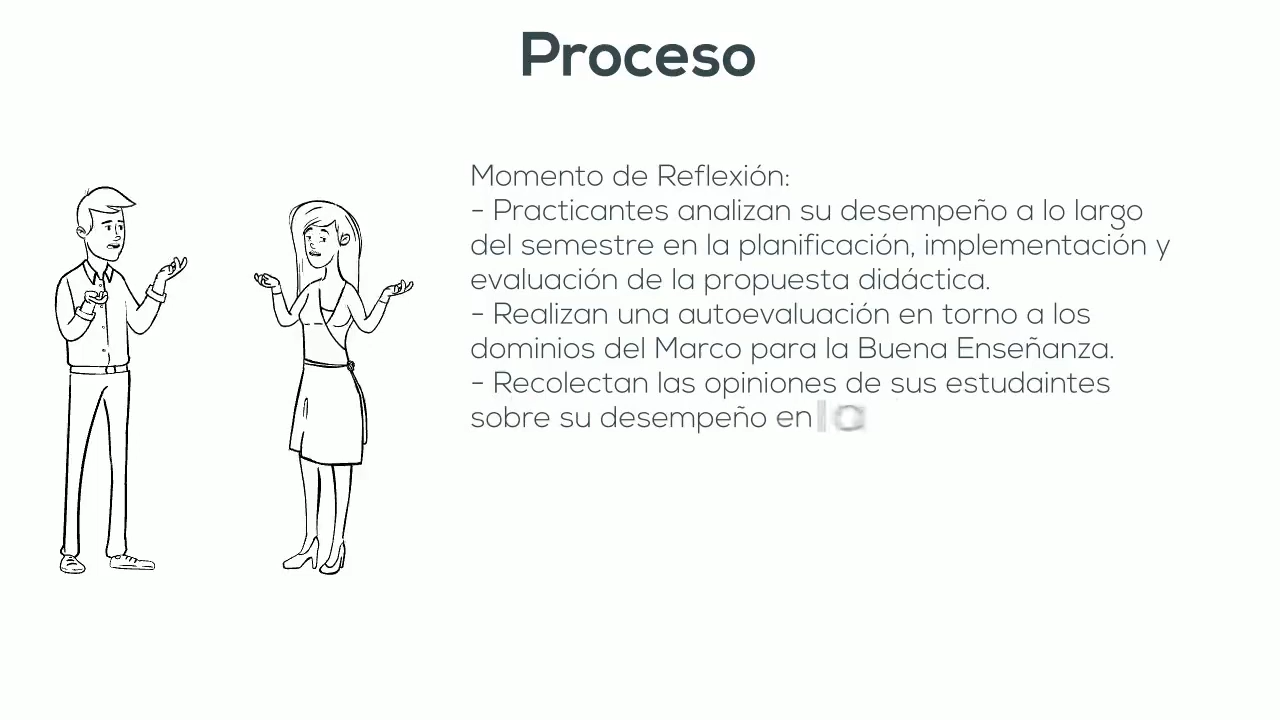 Proceso
Momento de Reflexión:
- Practicantes analizan su desempeño a lo largo
del semestre en la planificación, implementación y
evaluación de la propuesta didáctica.
- Realizan una autoevaluación en torno a los
dominios del Marco para la Buena Enseñanza.
- Recolectan las opiniones de sus estudaintes
sobre su desempeño en